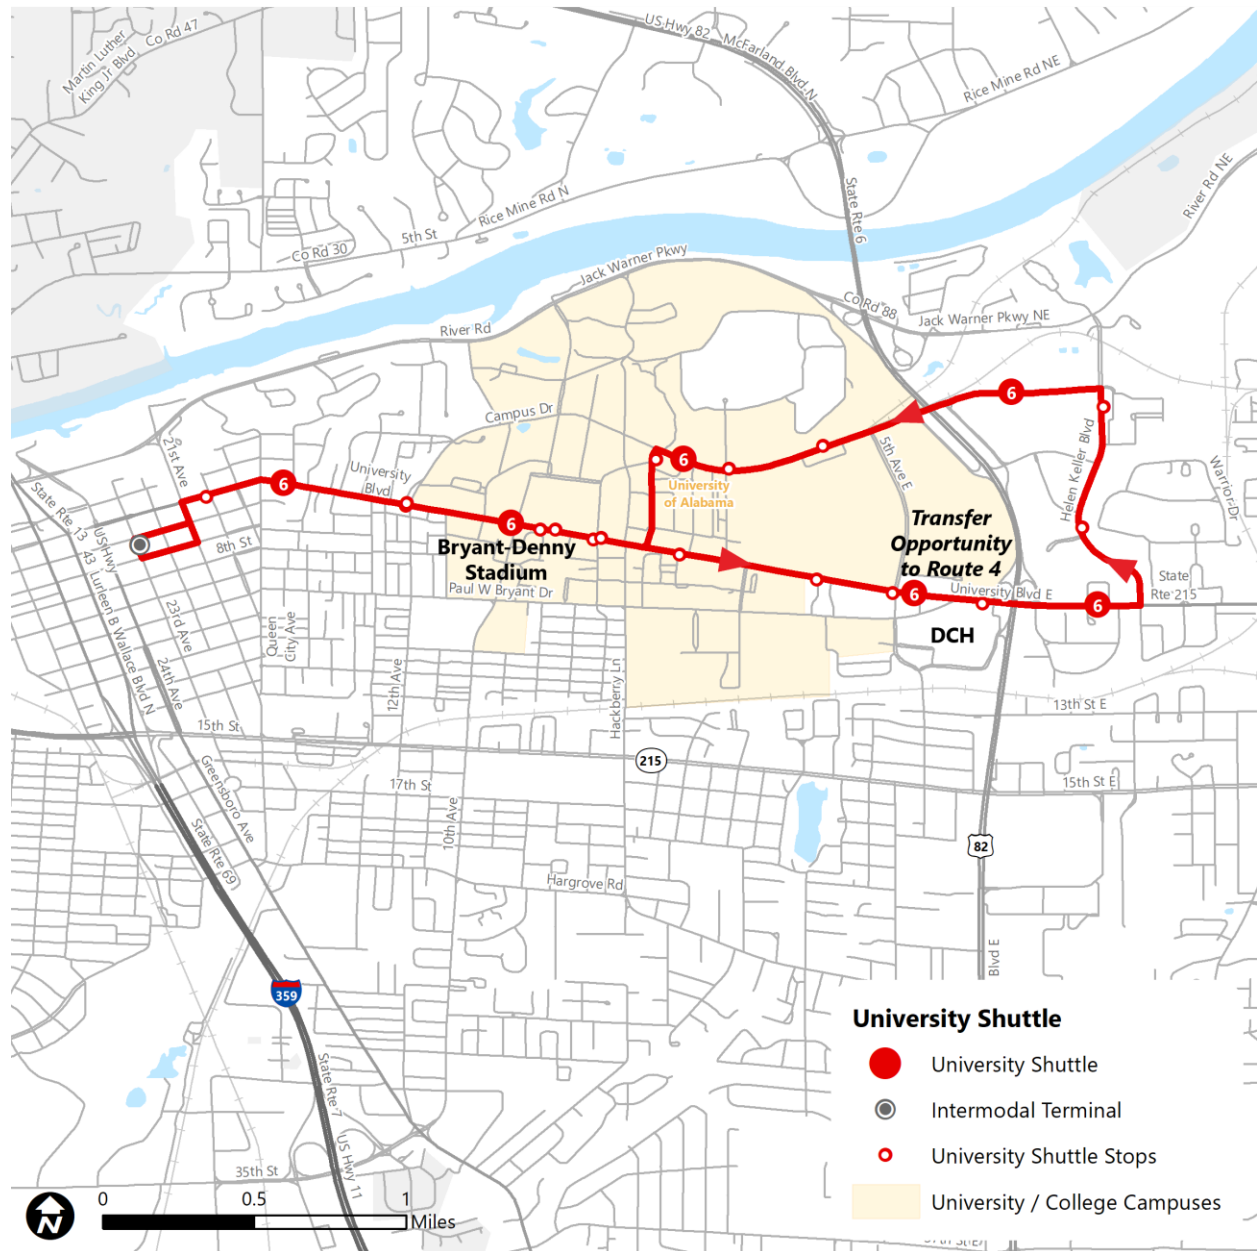 Martin Luther
King Jr Blvd
Co Rd 47
US Hwy 82
McFarland Blvd N
Rice Mine Rd NE
River Rd NE
State Rte 6
Rice Mine Rd N
5th St
Co Rd 30
Jack Warner Pkwy
River Rd
Co Rd 88
Jack Warner Pkwy NE
Campus Dr
21st Ave
University
Blvd
6
6
6
6
6
6
University
of Alabama
5th Ave E
Helen Keller Blvd
Warrior Dr
State Rte 13
US Hwy
43
Lurleen B Wallace Blvd N
8th St
Bryant-Denny
Stadium
Transfer
Opportunity
to Route 4
Paul W Bryant Dr
University Blvd E
State
Rte 215
DCH
23rd Ave
24th Ave
Queen
City Ave
12th Ave
Hackberry Ln
13th St E
15th St
215
15th St E
17th St
Greensboro Ave
10th Ave
82
State Rte 69
Hargrove Rd
Blvd E
359
State Rte 7
US Hwy 11
35th St
University Shuttle
University Shuttle
Intermodal Terminal
University Shuttle Stops
University / College Campuses
N
0 0.5 1
Miles